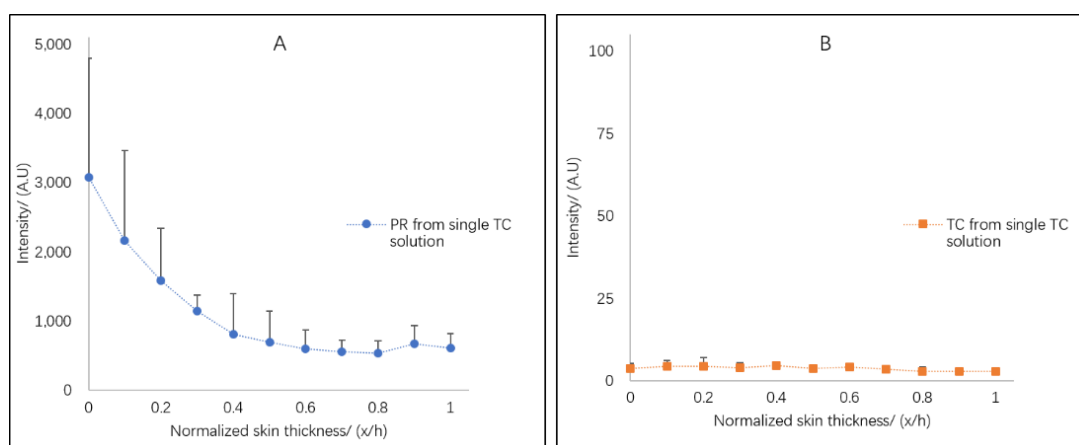 A
5,000
4,000
3,000
2,000
1,000
0
Intensity/ (A.U)
0
0.2
0.4
0.6
0.8
1
Normalized skin thickness/ (x/h)
PR from single TC
solution
B
100
75
50
25
0
Intensity/ (A.U)
0
0.2
0.4
0.6
0.8
1
Normalized skin thickness/ (x/h)
TC from single TC
solution